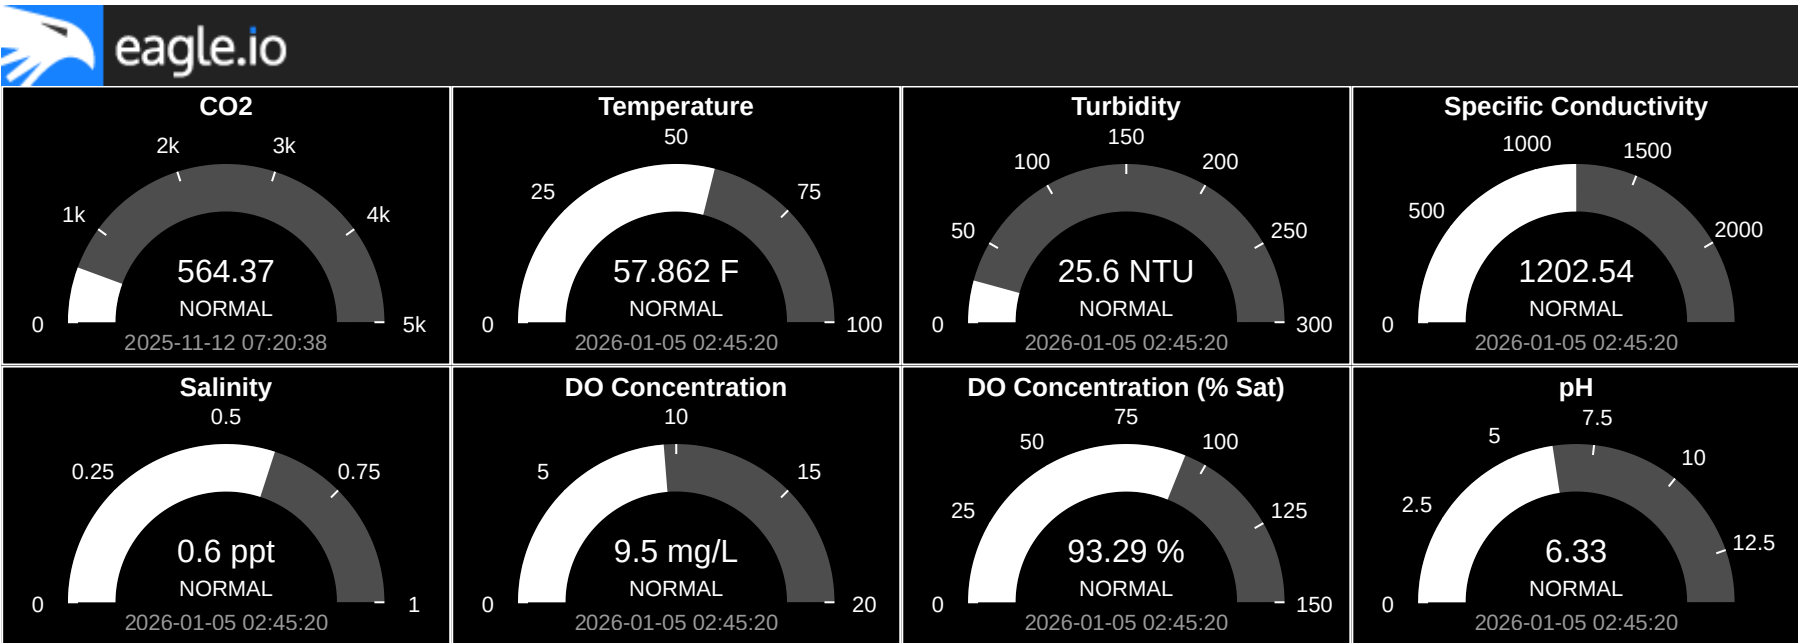 eagle.io
CO2
0
1k
2k
3k
4k
5k
564.37
NORMAL
2025-11-12 07:20:38
Temperature
0
25
50
75
100
57.862 F
NORMAL
2026-01-05 02:45:20
Turbidity
0
50
100
150
200
250
300
25.6 NTU
NORMAL
2026-01-05 02:45:20
Specific Conductivity
0
500
1000
1500
2000
1202.54
NORMAL
2026-01-05 02:45:20
Salinity
0
0.25
0.5
0.75
1
0.6 ppt
NORMAL
2026-01-05 02:45:20
DO Concentration
0
5
10
15
20
9.5 mg/L
NORMAL
2026-01-05 02:45:20
DO Concentration (% Sat)
0
25
50
75
100
125
150
93.29 %
NORMAL
2026-01-05 02:45:20
pH
0
2.5
5
7.5
10
12.5
6.33
NORMAL
2026-01-05 02:45:20